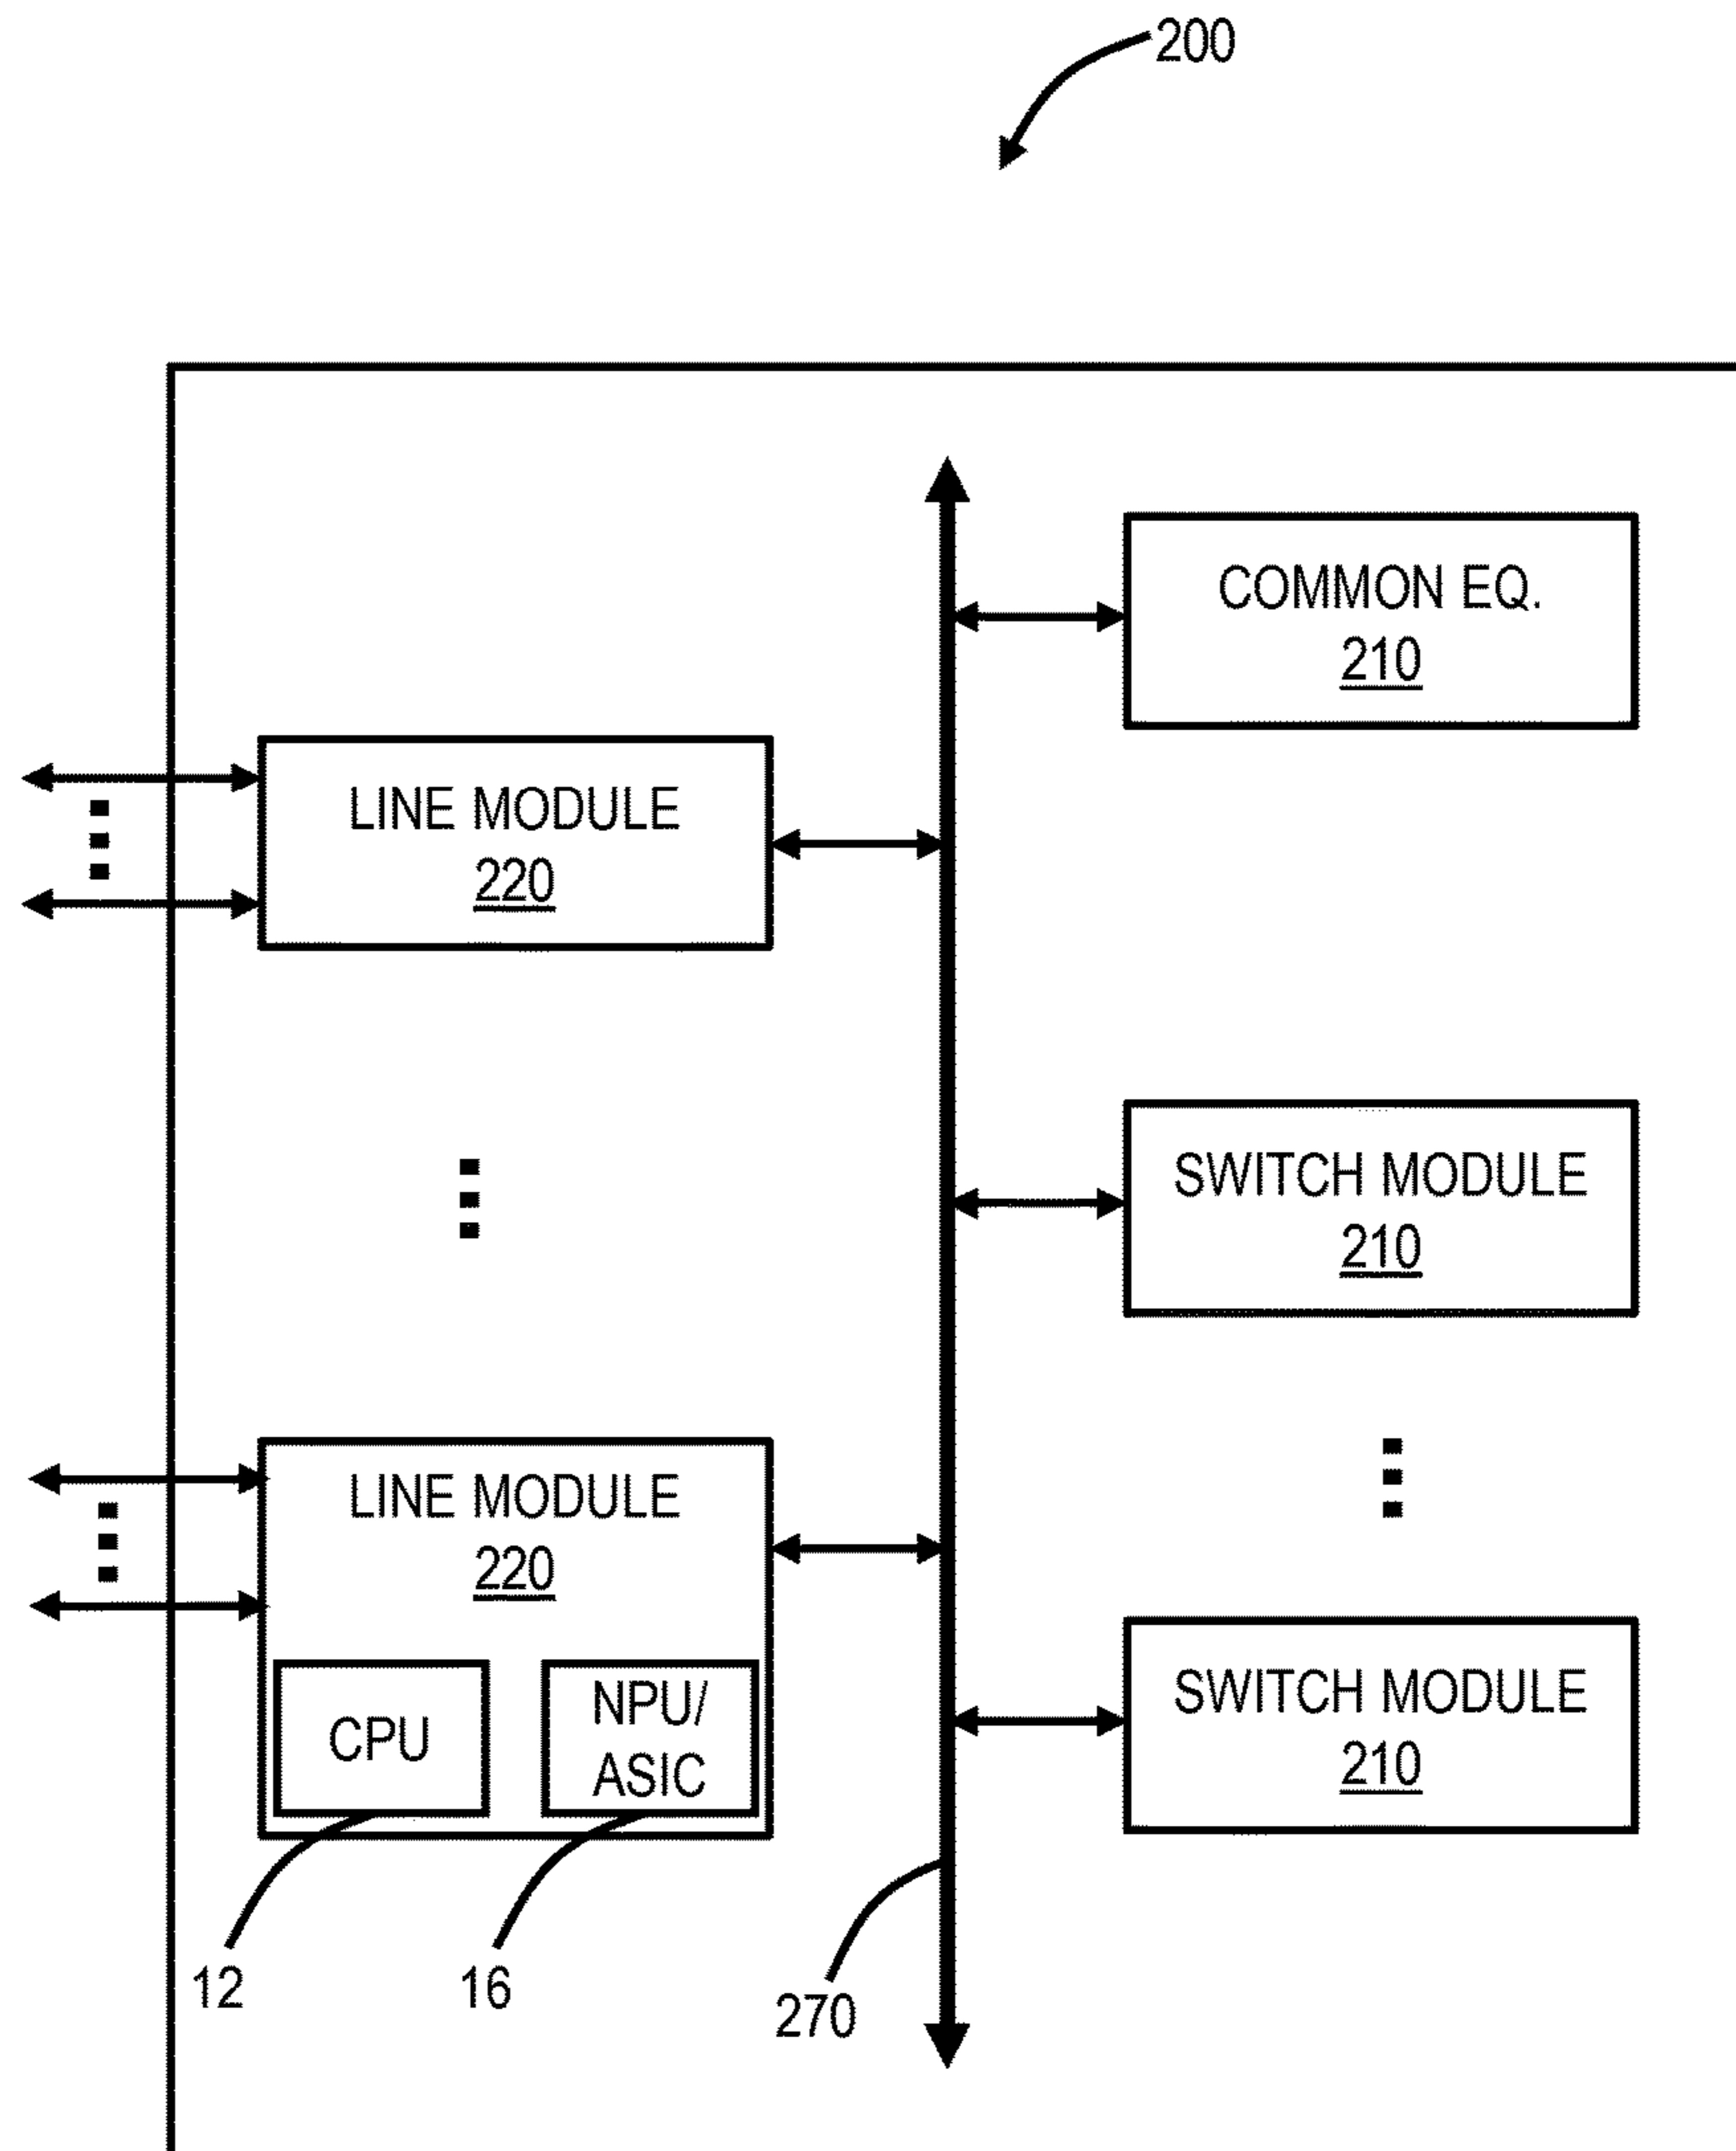 200
COMMON EQ.
210
LINE MODULE
220
SWITCH MODULE
210
LINE MODULE
220
CPU
NPU/
ASIC
SWITCH MODULE
210
12
16
270